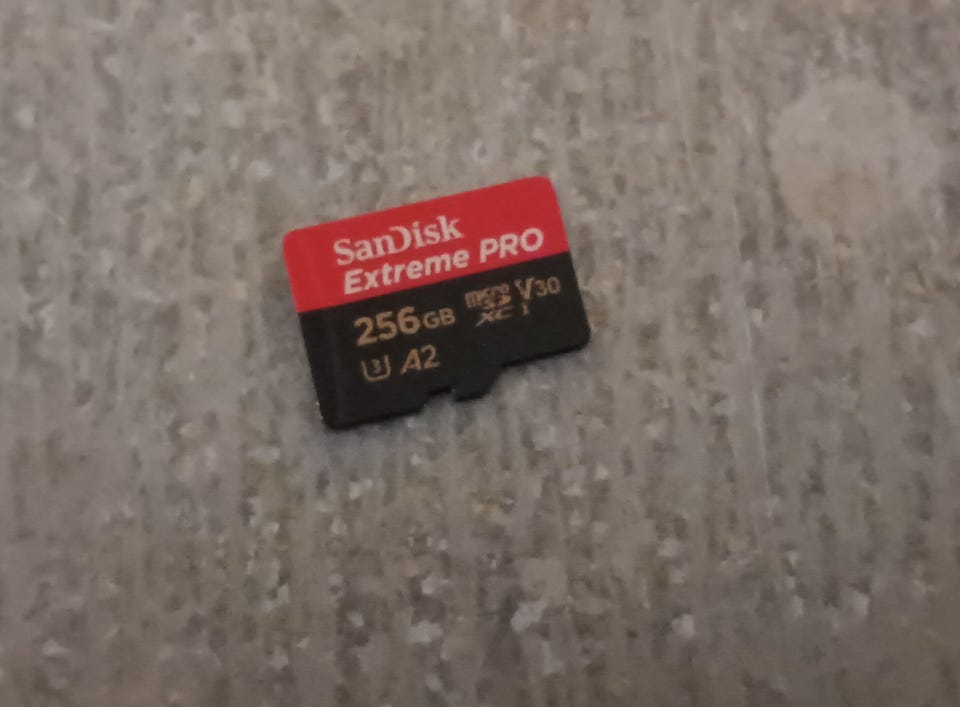 SanDisk
Extreme PRO
256GB micro SD XC I V30
U3 A2